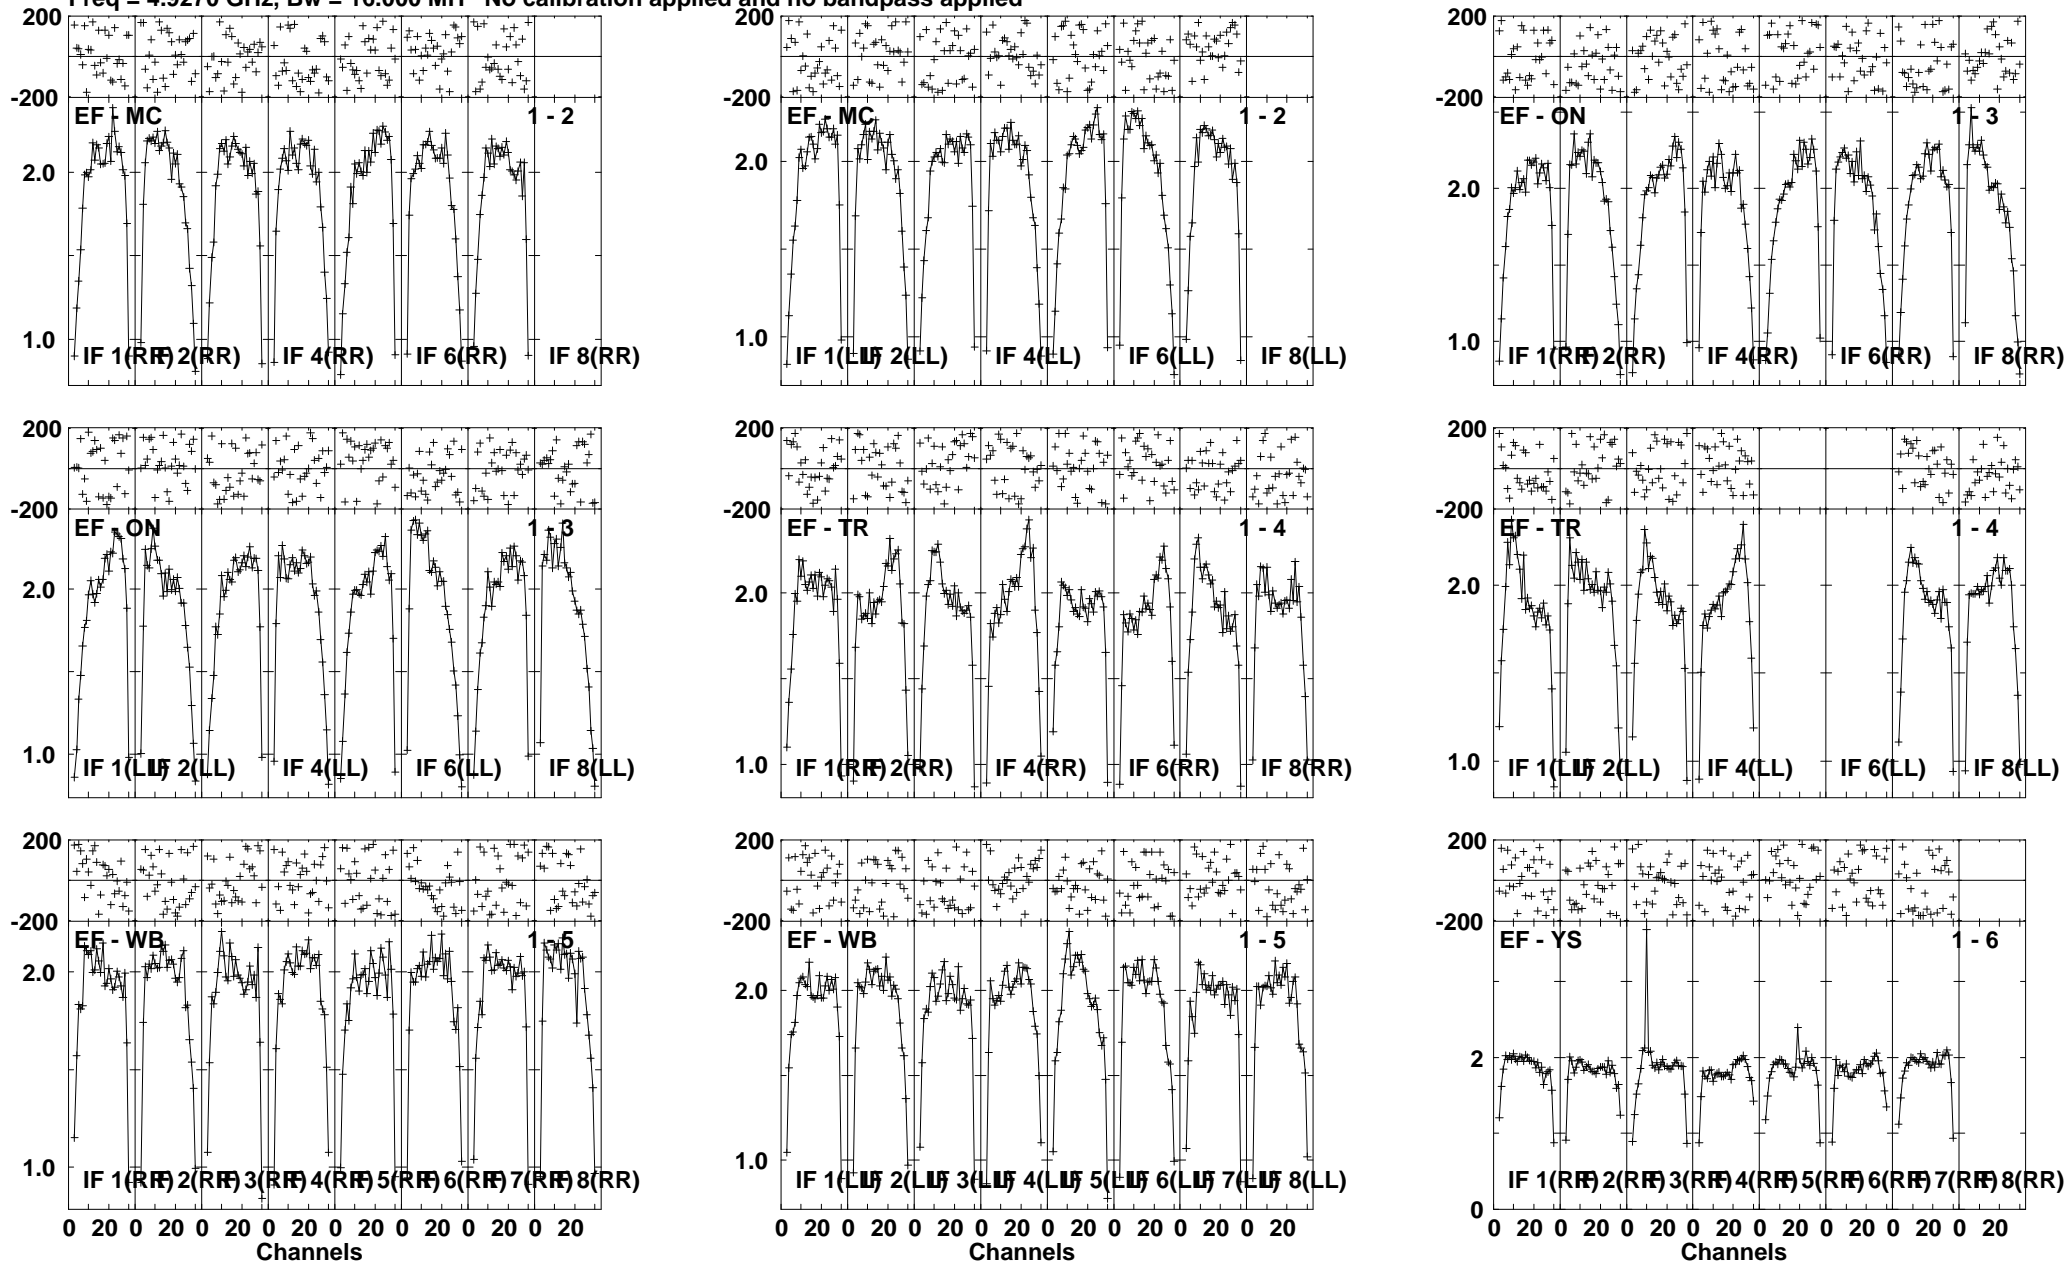 Freq = 4.9276 GHz, Bw = 16.000 MH No calibration applied and no bandpass applied
200
-200
EF - MC 1 - 2
2.0
1.0
IF 1(RR) IF 2(RR) IF 4(RR) IF 6(RR) IF 8(RR)
200
-200
EF - MC 1 - 2
2.0
1.0
IF 1(LL) IF 2(LL) IF 4(LL) IF 6(LL) IF 8(LL)
200
-200
EF - ON 1 - 3
2.0
1.0
IF 1(RR) IF 2(RR) IF 4(RR) IF 6(RR) IF 8(RR)
200
-200
EF - ON 1 - 3
2.0
1.0
IF 1(LL) IF 2(LL) IF 4(LL) IF 6(LL) IF 8(LL)
200
-200
EF - TR 1 - 4
2.0
1.0
IF 1(RR) IF 2(RR) IF 4(RR) IF 6(RR) IF 8(RR)
200
-200
EF - TR 1 - 4
2.0
1.0
IF 1(LL) IF 2(LL) IF 4(LL) IF 6(LL) IF 8(LL)
200
-200
EF - WB 1 - 5
2.0
1.0
IF 1(RR) IF 2(RR) IF 3(RR) IF 4(RR) IF 5(RR) IF 6(RR) IF 7(RR) IF 8(RR)
0 20 0 20 0 20 0 20 0 20 0 20 0 20 0 20
Channels
200
-200
EF - WB 1 - 5
2.0
1.0
IF 1(LL) IF 2(LL) IF 3(LL) IF 4(LL) IF 5(LL) IF 6(LL) IF 7(LL) IF 8(LL)
0 20 0 20 0 20 0 20 0 20 0 20 0 20 0 20
Channels
200
-200
EF - YS 1 - 6
2
0
IF 1(RR) IF 2(RR) IF 3(RR) IF 4(RR) IF 5(RR) IF 6(RR) IF 7(RR) IF 8(RR)
0 20 0 20 0 20 0 20 0 20 0 20 0 20 0 20
Channels